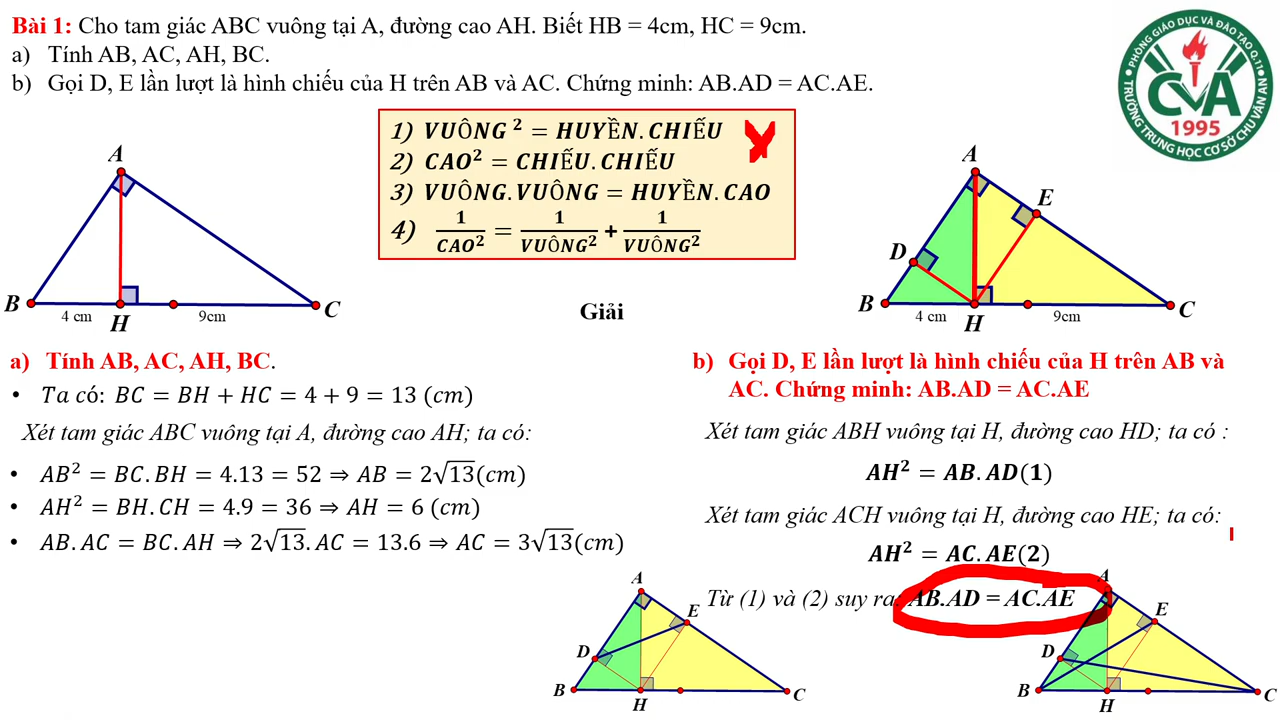 Bài 1: Cho tam giác ABC vuông tại A, đường cao AH. Biết HB = 4cm, HC = 9cm.
a) Tính AB, AC, AH, BC.
b) Gọi D, E lần lượt là hình chiếu của H trên AB và AC. Chứng minh: AB.AD = AC.AE.
PHÒNG GIÁO DỤC VÀ ĐÀO TẠO Q.11
CVA
1995
TRƯỜNG TRUNG HỌC CƠ SỞ CHU VĂN AN
1) VUÔNG² = HUYỀN.CHIẾU
2) CAO² = CHIẾU.CHIẾU
3) VUÔNG.VUÔNG = HUYỀN.CAO
4) 1/CAO² = 1/VUÔNG² + 1/VUÔNG²
A
B
H
C
4 cm
9cm
A
E
D
B
H
C
4 cm
9cm
Giải
a) Tính AB, AC, AH, BC.
• Ta có: BC = BH + HC = 4 + 9 = 13 (cm)
Xét tam giác ABC vuông tại A, đường cao AH; ta có:
• AB² = BC.BH = 4.13 = 52 ⇒ AB = 2√13(cm)
• AH² = BH.CH = 4.9 = 36 ⇒ AH = 6 (cm)
• AB.AC = BC.AH ⇒ 2√13.AC = 13.6 ⇒ AC = 3√13(cm)
b) Gọi D, E lần lượt là hình chiếu của H trên AB và
AC. Chứng minh: AB.AD = AC.AE
Xét tam giác ABH vuông tại H, đường cao HD; ta có :
AH² = AB.AD(1)
Xét tam giác ACH vuông tại H, đường cao HE; ta có:
AH² = AC.AE(2)
Từ (1) và (2) suy ra: AB.AD = AC.AE
A
E
D
B
H
C
A
E
D
B
H
C